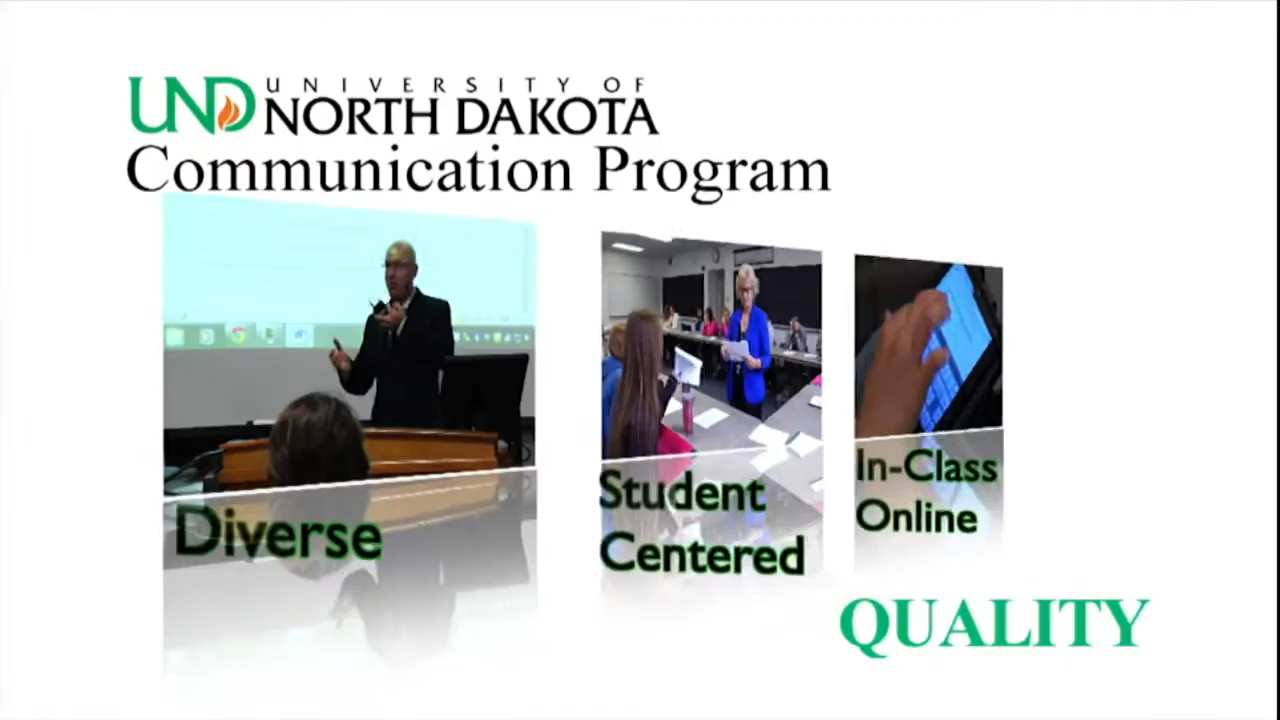 UND UNIVERSITY OF
NORTH DAKOTA
Communication Program
Diverse
Student
Centered
In-Class
Online
QUALITY